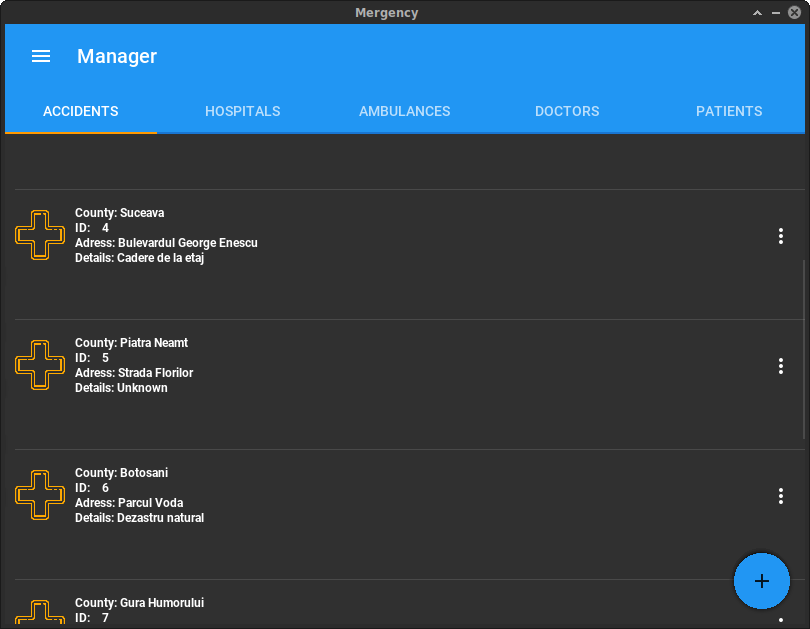 Mergency
Manager
ACCIDENTS HOSPITALS AMBULANCES DOCTORS PATIENTS
County: Suceava
ID: 4
Adress: Bulevardul George Enescu
Details: Cadere de la etaj
County: Piatra Neamt
ID: 5
Adress: Strada Florilor
Details: Unknown
County: Botosani
ID: 6
Adress: Parcul Voda
Details: Dezastru natural
County: Gura Humorului
ID: 7